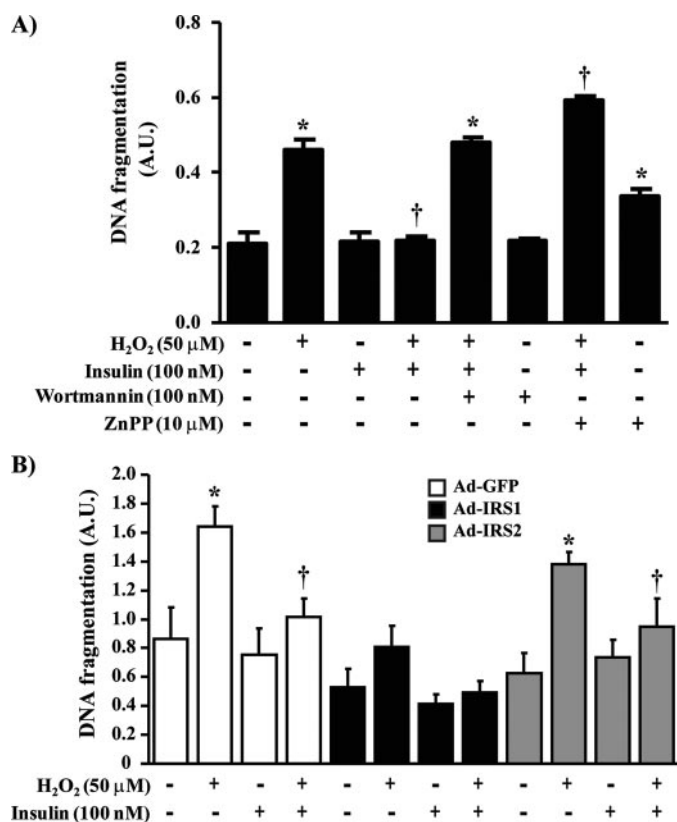 A)
DNA fragmentation
(A.U.)
0.8
0.6
0.4
0.2
0.0
* † * † *
H₂O₂ (50 μM) - + - + + - + -
Insulin (100 nM) - - + + + - + -
Wortmannin (100 nM) - - - - + + - -
ZnPP (10 μM) - - - - - - + +
B)
DNA fragmentation (A.U.)
2.0
1.8
1.6
1.4
1.2
1.0
0.8
0.6
0.4
0.2
0
Ad-GFP
Ad-IRS1
Ad-IRS2
* † * †
H₂O₂ (50 μM) - + - + - + - + - + - +
Insulin (100 nM) - - + + - - + + - - + +